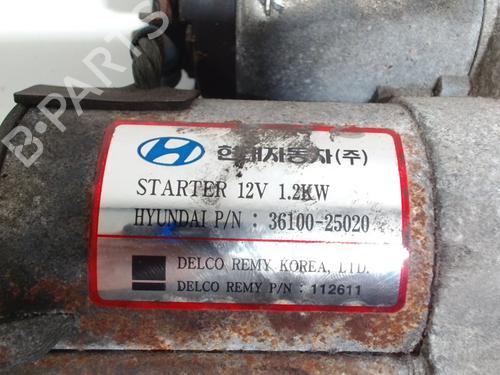 B-PARTS
현대자동차(주)
STARTER 12V 1.2KW
HYUNDAI P/N : 36100-25020
DELCO REMY KOREA, LTD.
DELCO REMY P/N : 112611